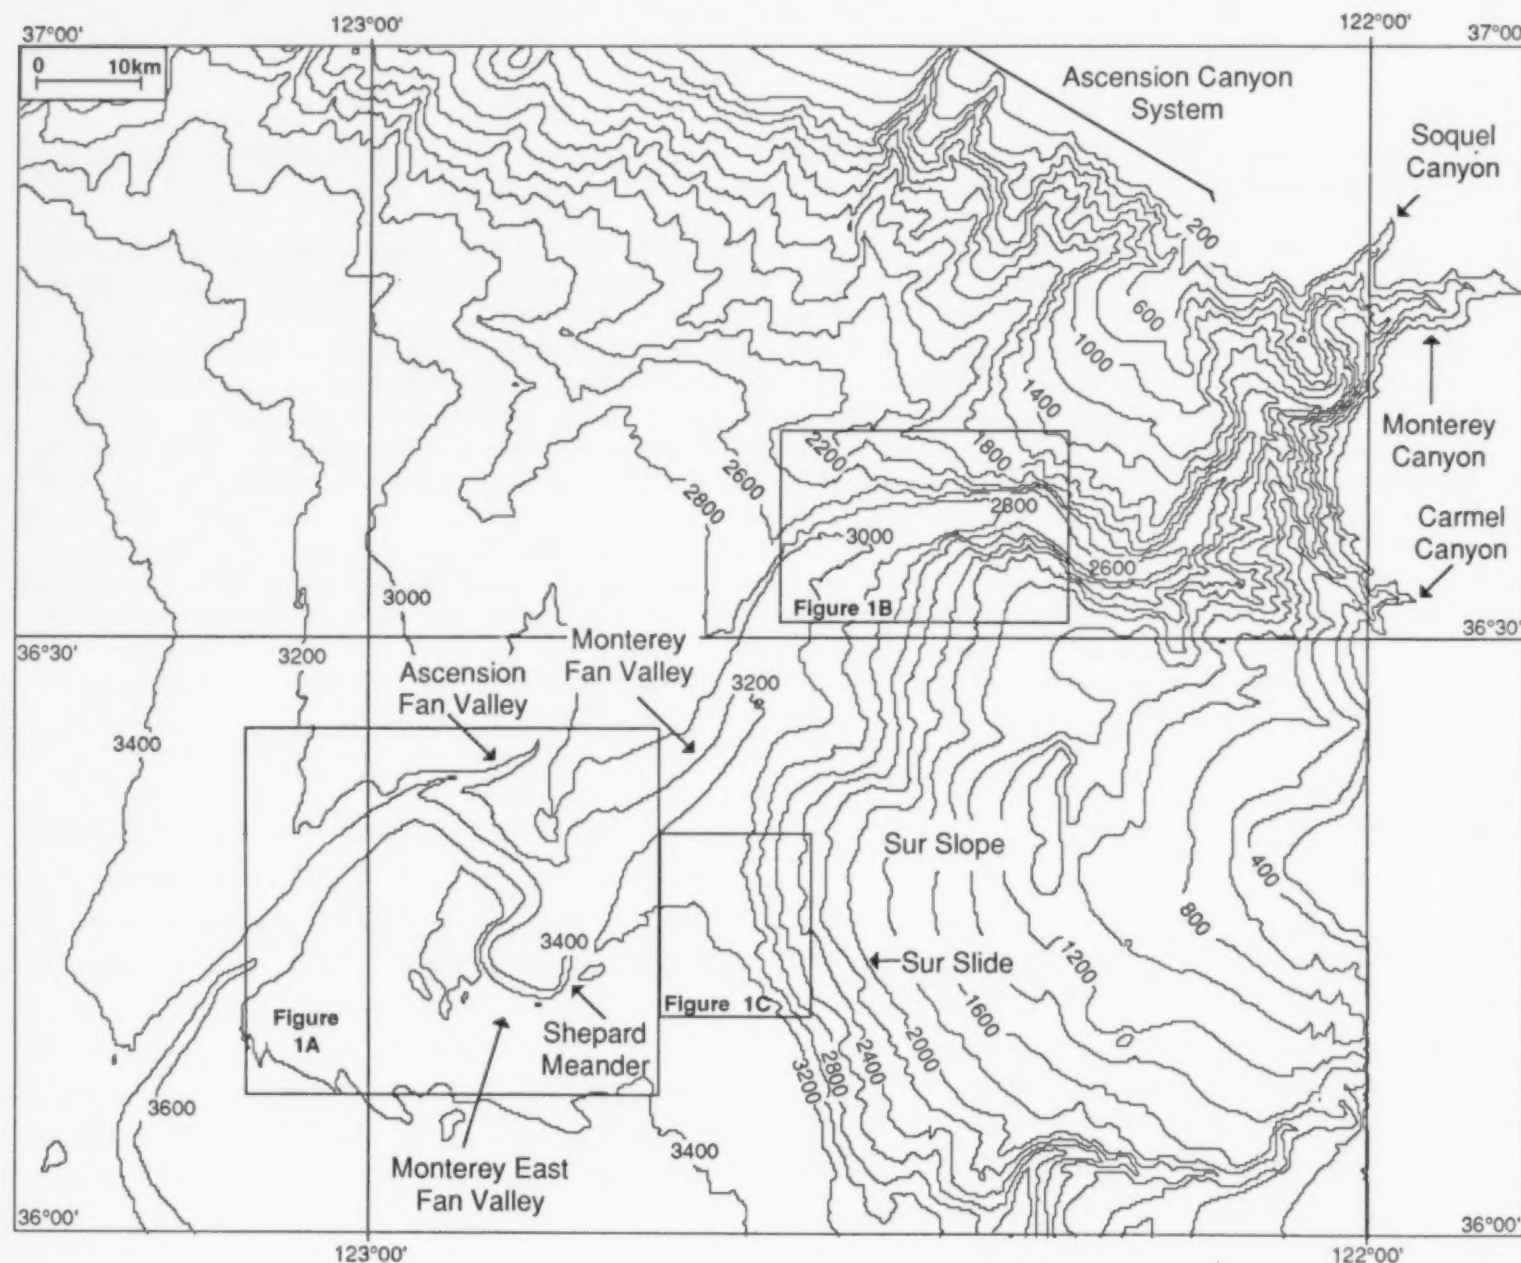 123°00'
122°00'
37°00'
37°00'
0 10km
Ascension Canyon
System
Soquel
Canyon
200
600
1000
1400
Monterey
Canyon
2200
1800
2600
2800
2800
3000
Carmel
Canyon
2600
Figure 1B
3000
36°30'
36°30'
3200
Monterey
Fan Valley
Ascension
Fan Valley
3200
3400
Sur Slope
400
800
3400
Sur Slide
1200
Figure 1C
Figure
1A
Shepard
Meander
1600
2000
2400
2800
3200
3600
3400
Monterey East
Fan Valley
36°00'
36°00'
123°00'
122°00'